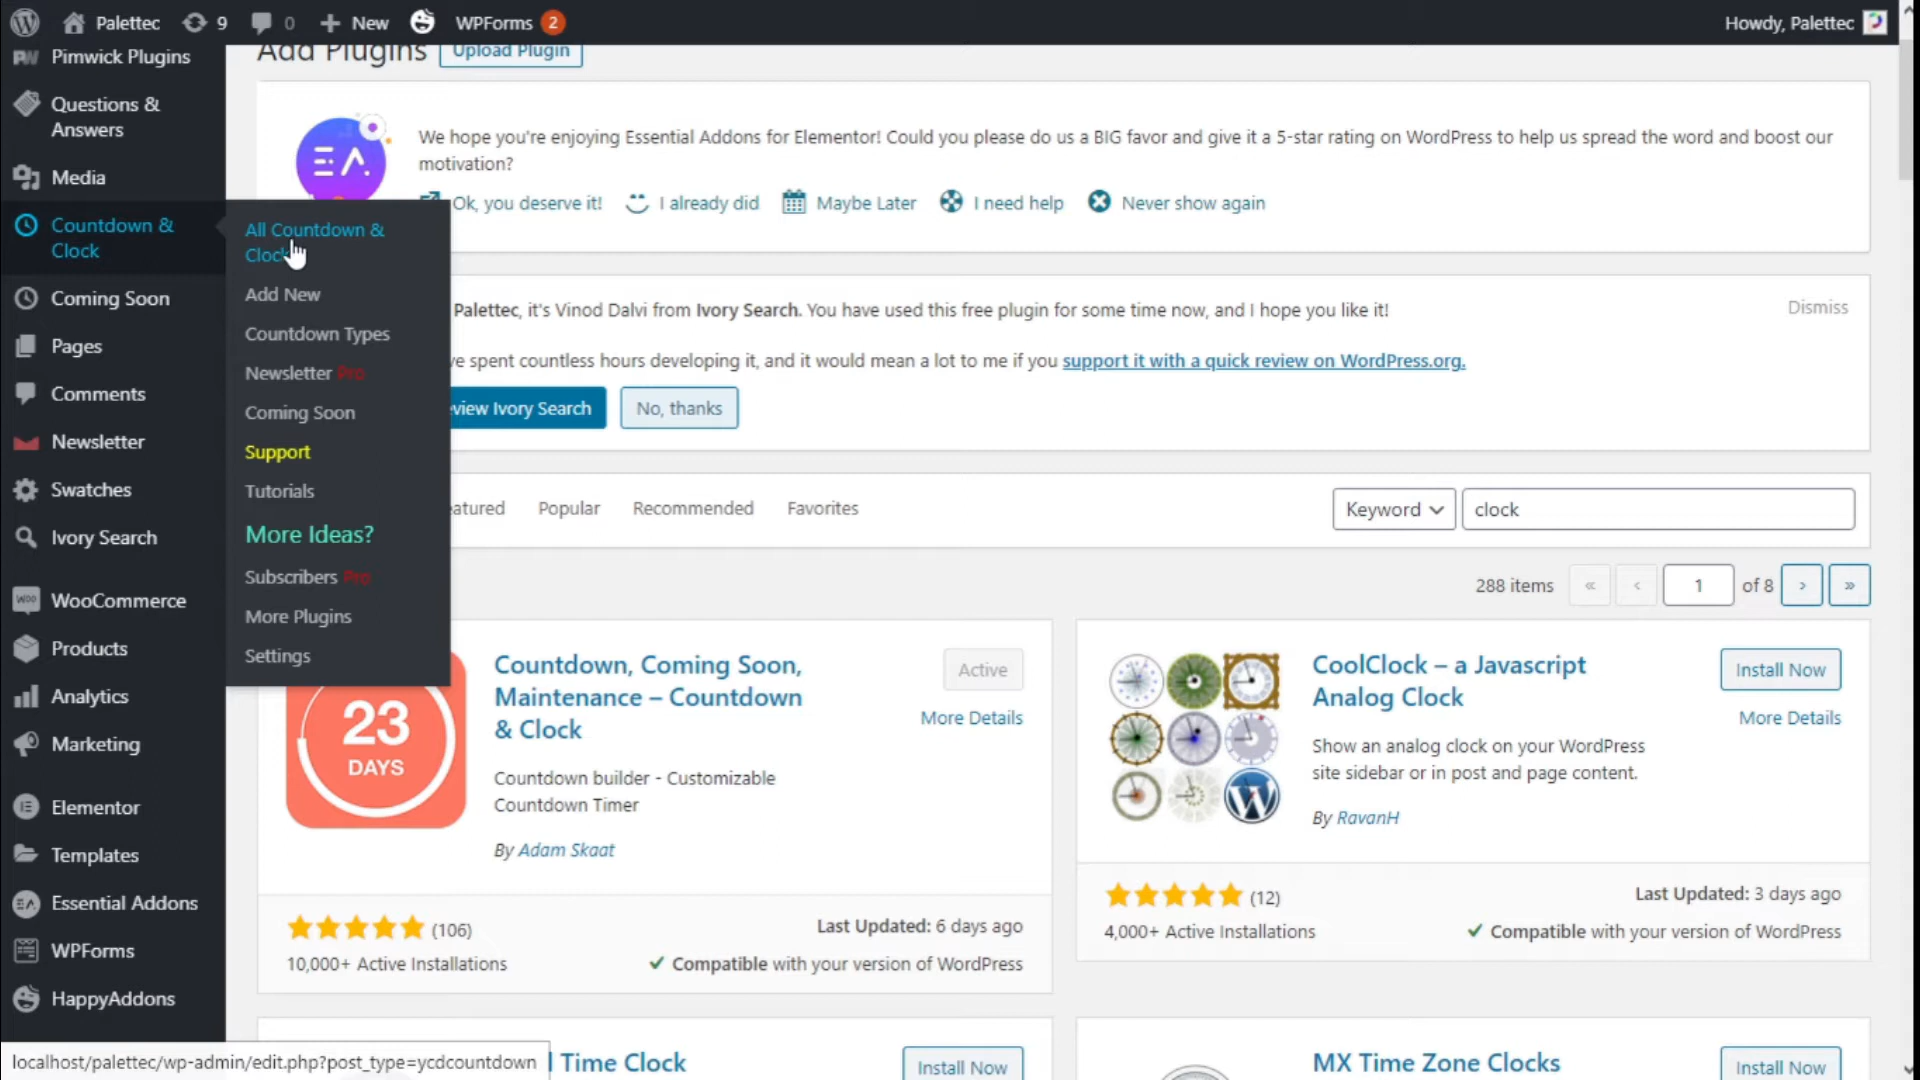 Palettec 9 0 New WPForms 2 Howdy, Palettec
Pimwick Plugins
Questions &
Answers
Media
Countdown &
Clock
Coming Soon
Pages
Comments
Newsletter
Swatches
Ivory Search
WooCommerce
Products
Analytics
Marketing
Elementor
Templates
Essential Addons
WPForms
HappyAddons
All Countdown &
Add New
Countdown Types
Newsletter Pro
Coming Soon
Support
Tutorials
More Ideas?
Subscribers Pro
More Plugins
Settings
Add Plugins Upload Plugin
EA
We hope you're enjoying Essential Addons for Elementor! Could you please do us a BIG favor and give it a 5-star rating on WordPress to help us spread the word and boost our
motivation?
Ok, you deserve it! I already did Maybe Later I need help Never show again
Palettec, it's Vinod Dalvi from Ivory Search. You have used this free plugin for some time now, and I hope you like it! Dismiss
ve spent countless hours developing it, and it would mean a lot to me if you support it with a quick review on WordPress.org.
eview Ivory Search No, thanks
atured Popular Recommended Favorites Keyword clock
288 items « ‹ 1 of 8 › »
23
DAYS
Countdown, Coming Soon,
Maintenance – Countdown
& Clock
Active
More Details
Countdown builder - Customizable
Countdown Timer
By Adam Skaat
(106)
Last Updated: 6 days ago
10,000+ Active Installations
Compatible with your version of WordPress
CoolClock – a Javascript
Analog Clock
Install Now
More Details
Show an analog clock on your WordPress
site sidebar or in post and page content.
By RavanH
(12)
Last Updated: 3 days ago
4,000+ Active Installations
Compatible with your version of WordPress
Time Clock
Install Now
MX Time Zone Clocks
Install Now
localhost/palettec/wp-admin/edit.php?post_type=ycdcountdown